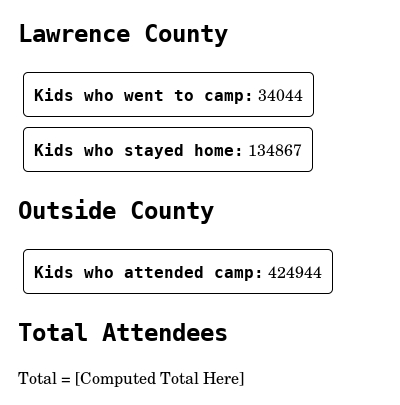 Lawrence County
Kids who went to camp: 34044
Kids who stayed home: 134867
Outside County
Kids who attended camp: 424944
Total Attendees
Total = [Computed Total Here]